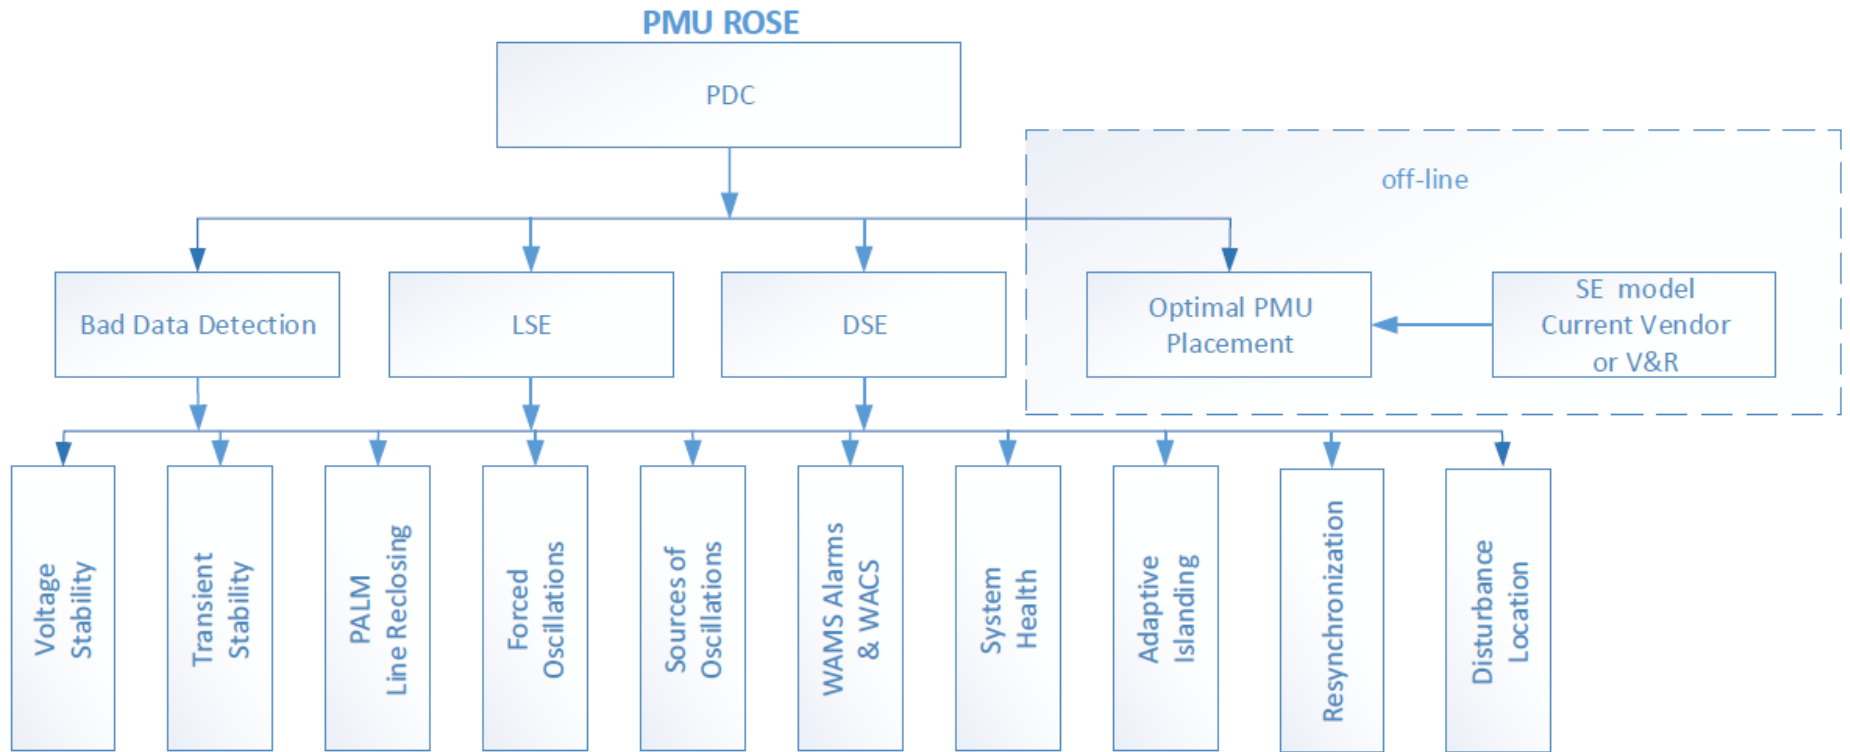 PMU ROSE
PDC
off-line
Bad Data Detection
LSE
DSE
Optimal PMU
Placement
SE model
Current Vendor
or V&R
Voltage
Stability
Transient
Stability
PALM
Line Reclosing
Forced
Oscillations
Sources of
Oscillations
WAMS Alarms
& WACS
System
Health
Adaptive
Islanding
Resynchronization
Disturbance
Location